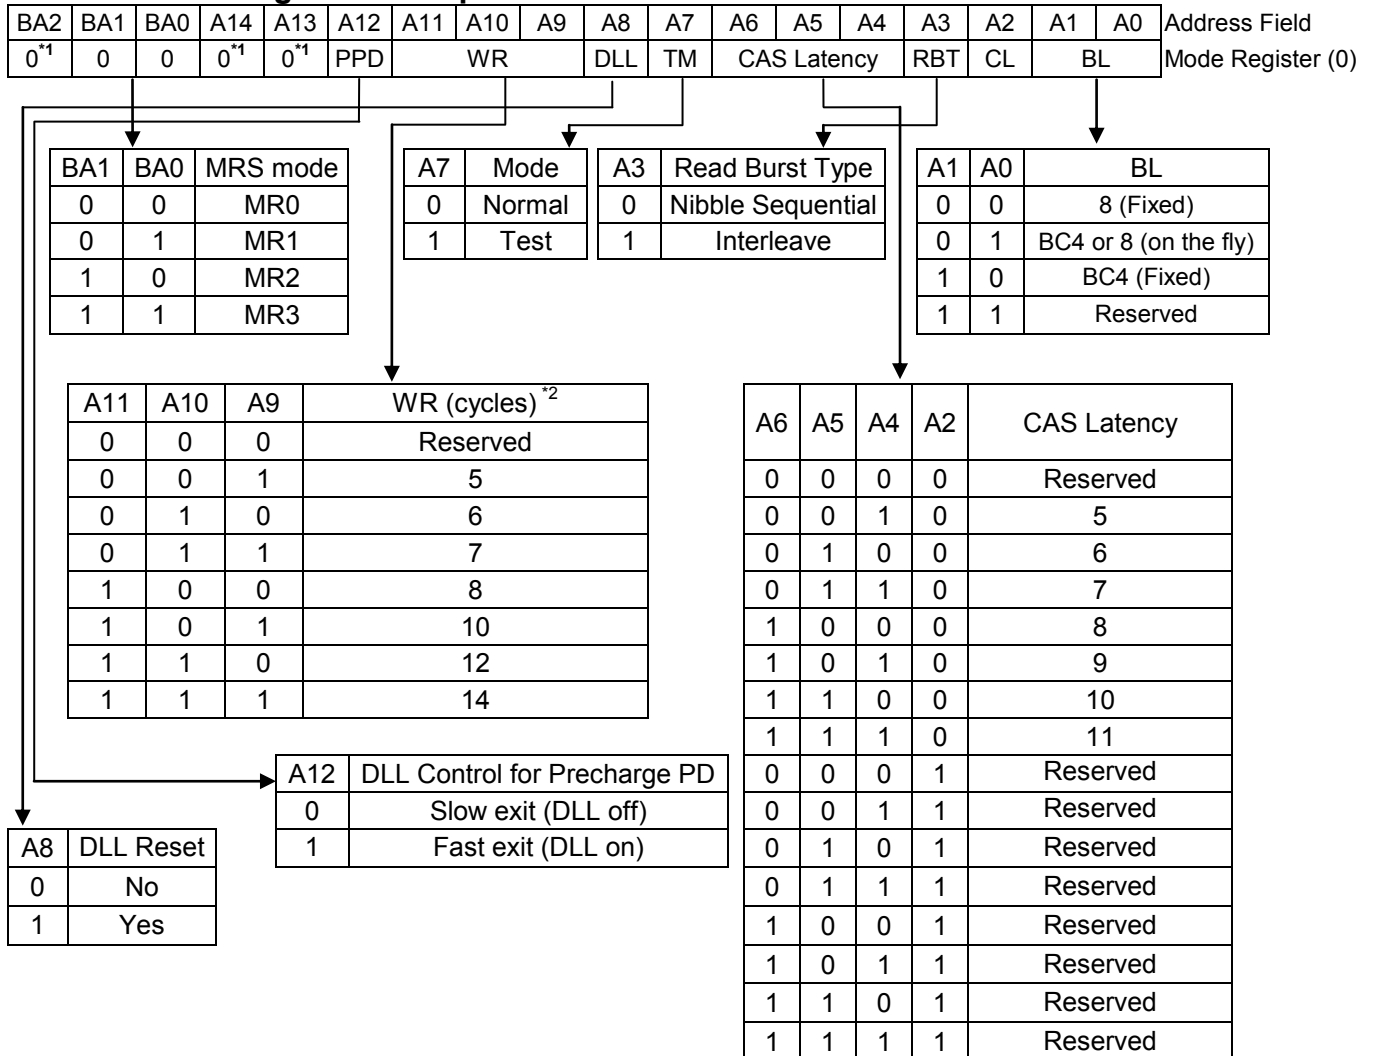 BA2 BA1 BA0 A14 A13 A12 A11 A10 A9 A8 A7 A6 A5 A4 A3 A2 A1 A0 Address Field
0*1 0 0 0*1 0*1 PPD WR DLL TM CAS Latency RBT CL BL Mode Register (0)
BA1 BA0 MRS mode
0 0 MR0
0 1 MR1
1 0 MR2
1 1 MR3
A7 Mode
0 Normal
1 Test
A3 Read Burst Type
0 Nibble Sequential
1 Interleave
A1 A0 BL
0 0 8 (Fixed)
0 1 BC4 or 8 (on the fly)
1 0 BC4 (Fixed)
1 1 Reserved
A11 A10 A9 WR (cycles) *2
0 0 0 Reserved
0 0 1 5
0 1 0 6
0 1 1 7
1 0 0 8
1 0 1 10
1 1 0 12
1 1 1 14
A6 A5 A4 A2 CAS Latency
0 0 0 0 Reserved
0 0 1 0 5
0 1 0 0 6
0 1 1 0 7
1 0 0 0 8
1 0 1 0 9
1 1 0 0 10
1 1 1 0 11
0 0 0 1 Reserved
0 0 1 1 Reserved
0 1 0 1 Reserved
0 1 1 1 Reserved
1 0 0 1 Reserved
1 0 1 1 Reserved
1 1 0 1 Reserved
1 1 1 1 Reserved
A12 DLL Control for Precharge PD
0 Slow exit (DLL off)
1 Fast exit (DLL on)
A8 DLL Reset
0 No
1 Yes